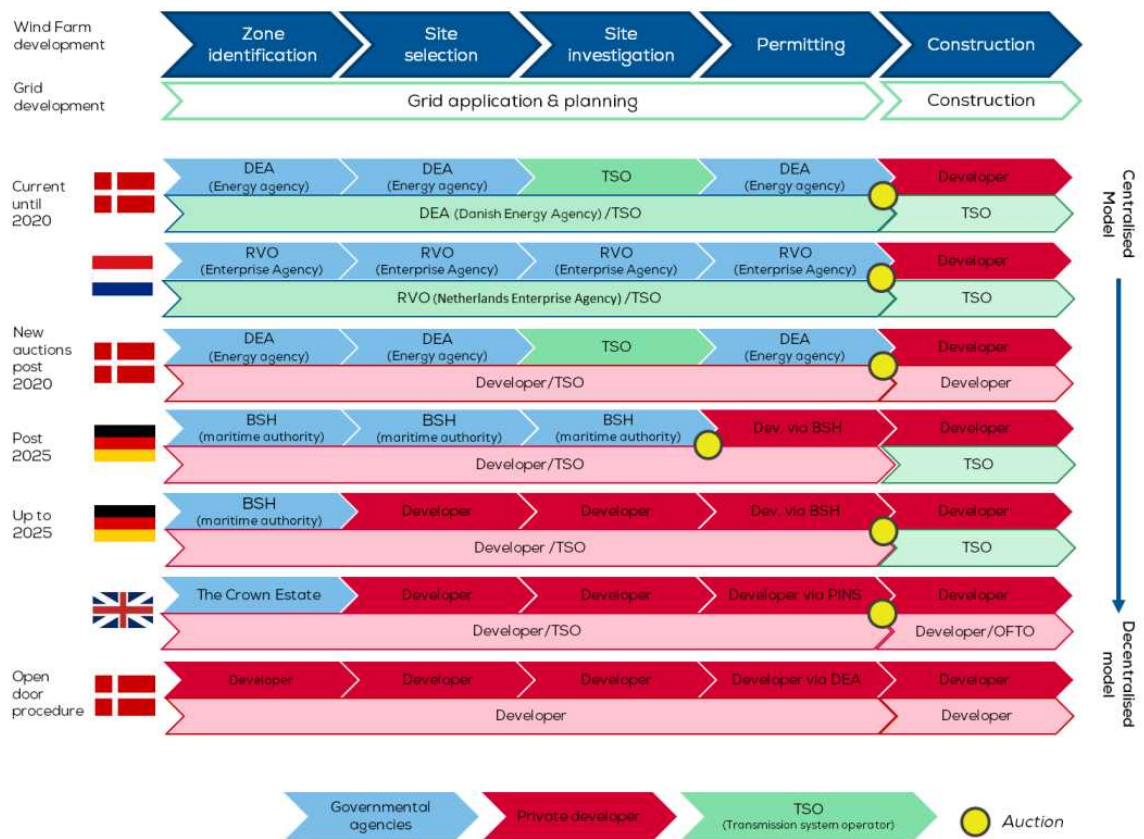 Wind Farm
development
Zone
identification
Site
selection
Site
investigation
Permitting
Construction
Grid
development
Grid application & planning
Construction
Current
until
2020
DEA
(Energy agency)
DEA
(Energy agency)
TSO
DEA
(Energy agency)
Developer
DEA (Danish Energy Agency) /TSO
TSO
RVO
(Enterprise Agency)
RVO
(Enterprise Agency)
RVO
(Enterprise Agency)
RVO
(Enterprise Agency)
Developer
RVO (Netherlands Enterprise Agency) /TSO
TSO
New
auctions
post
2020
DEA
(Energy agency)
DEA
(Energy agency)
TSO
DEA
(Energy agency)
Developer
Developer/TSO
Developer
Post
2025
BSH
(maritime authority)
BSH
(maritime authority)
BSH
(maritime authority)
Dev. via BSH
Developer
Developer/TSO
TSO
Up to
2025
BSH
(maritime authority)
Developer
Developer
Dev. via BSH
Developer
Developer /TSO
TSO
The Crown Estate
Developer
Developer
Developer via PINS
Developer
Developer/TSO
Developer/OFTO
Open
door
procedure
Developer
Developer
Developer
Developer via DEA
Developer
Developer
Developer
Centralised
Model
Decentralised
model
Governmental
agencies
Private developer
TSO
(Transmission system operator)
Auction